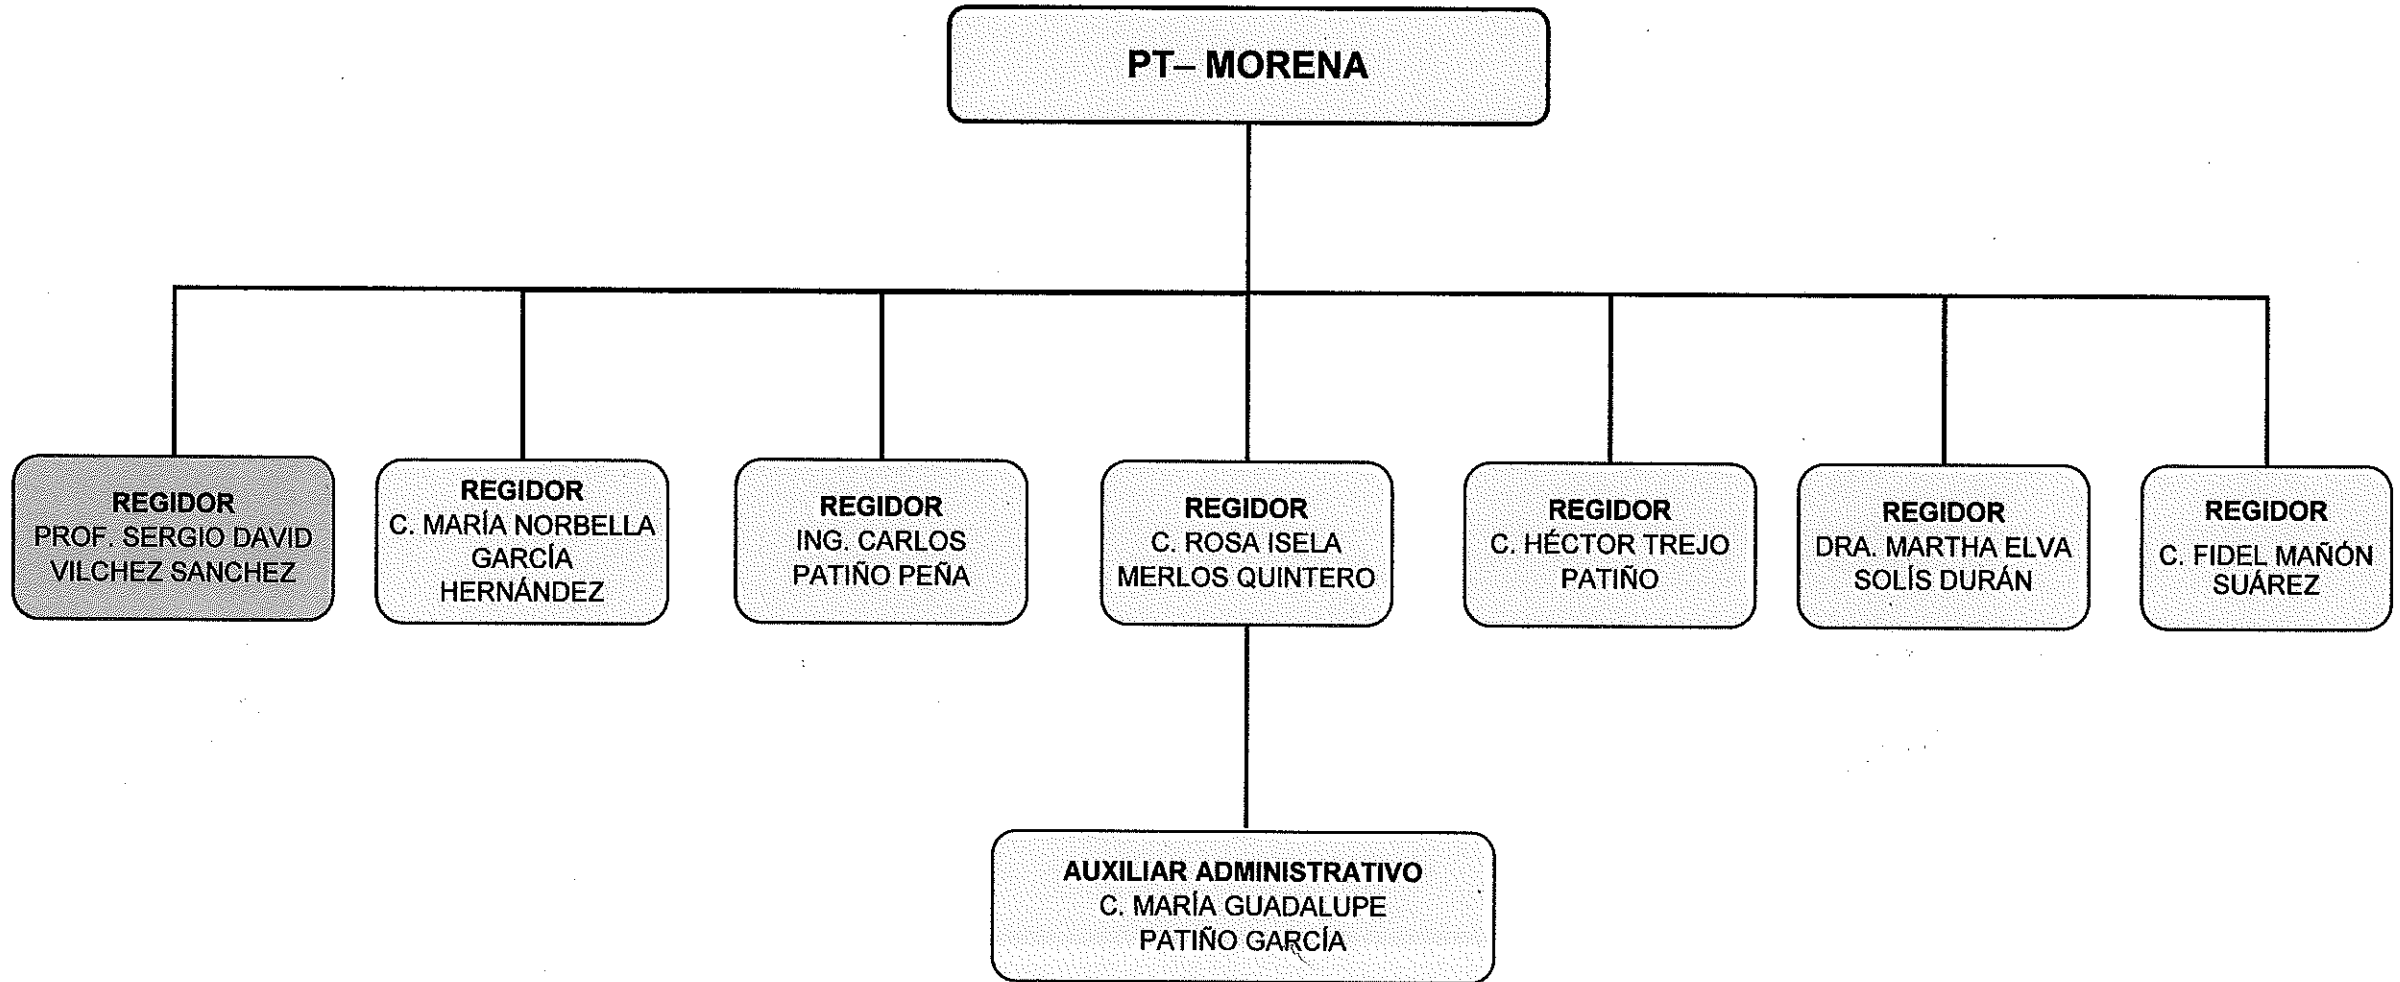 PT– MORENA
REGIDOR
PROF. SERGIO DAVID
VILCHEZ SANCHEZ
REGIDOR
C. MARÍA NORBELLA
GARCÍA
HERNÁNDEZ
REGIDOR
ING. CARLOS
PATIÑO PEÑA
REGIDOR
C. ROSA ISELA
MERLOS QUINTERO
REGIDOR
C. HÉCTOR TREJO
PATIÑO
REGIDOR
DRA. MARTHA ELVA
SOLÍS DURÁN
REGIDOR
C. FIDEL MAÑÓN
SUÁREZ
AUXILIAR ADMINISTRATIVO
C. MARÍA GUADALUPE
PATIÑO GARCÍA